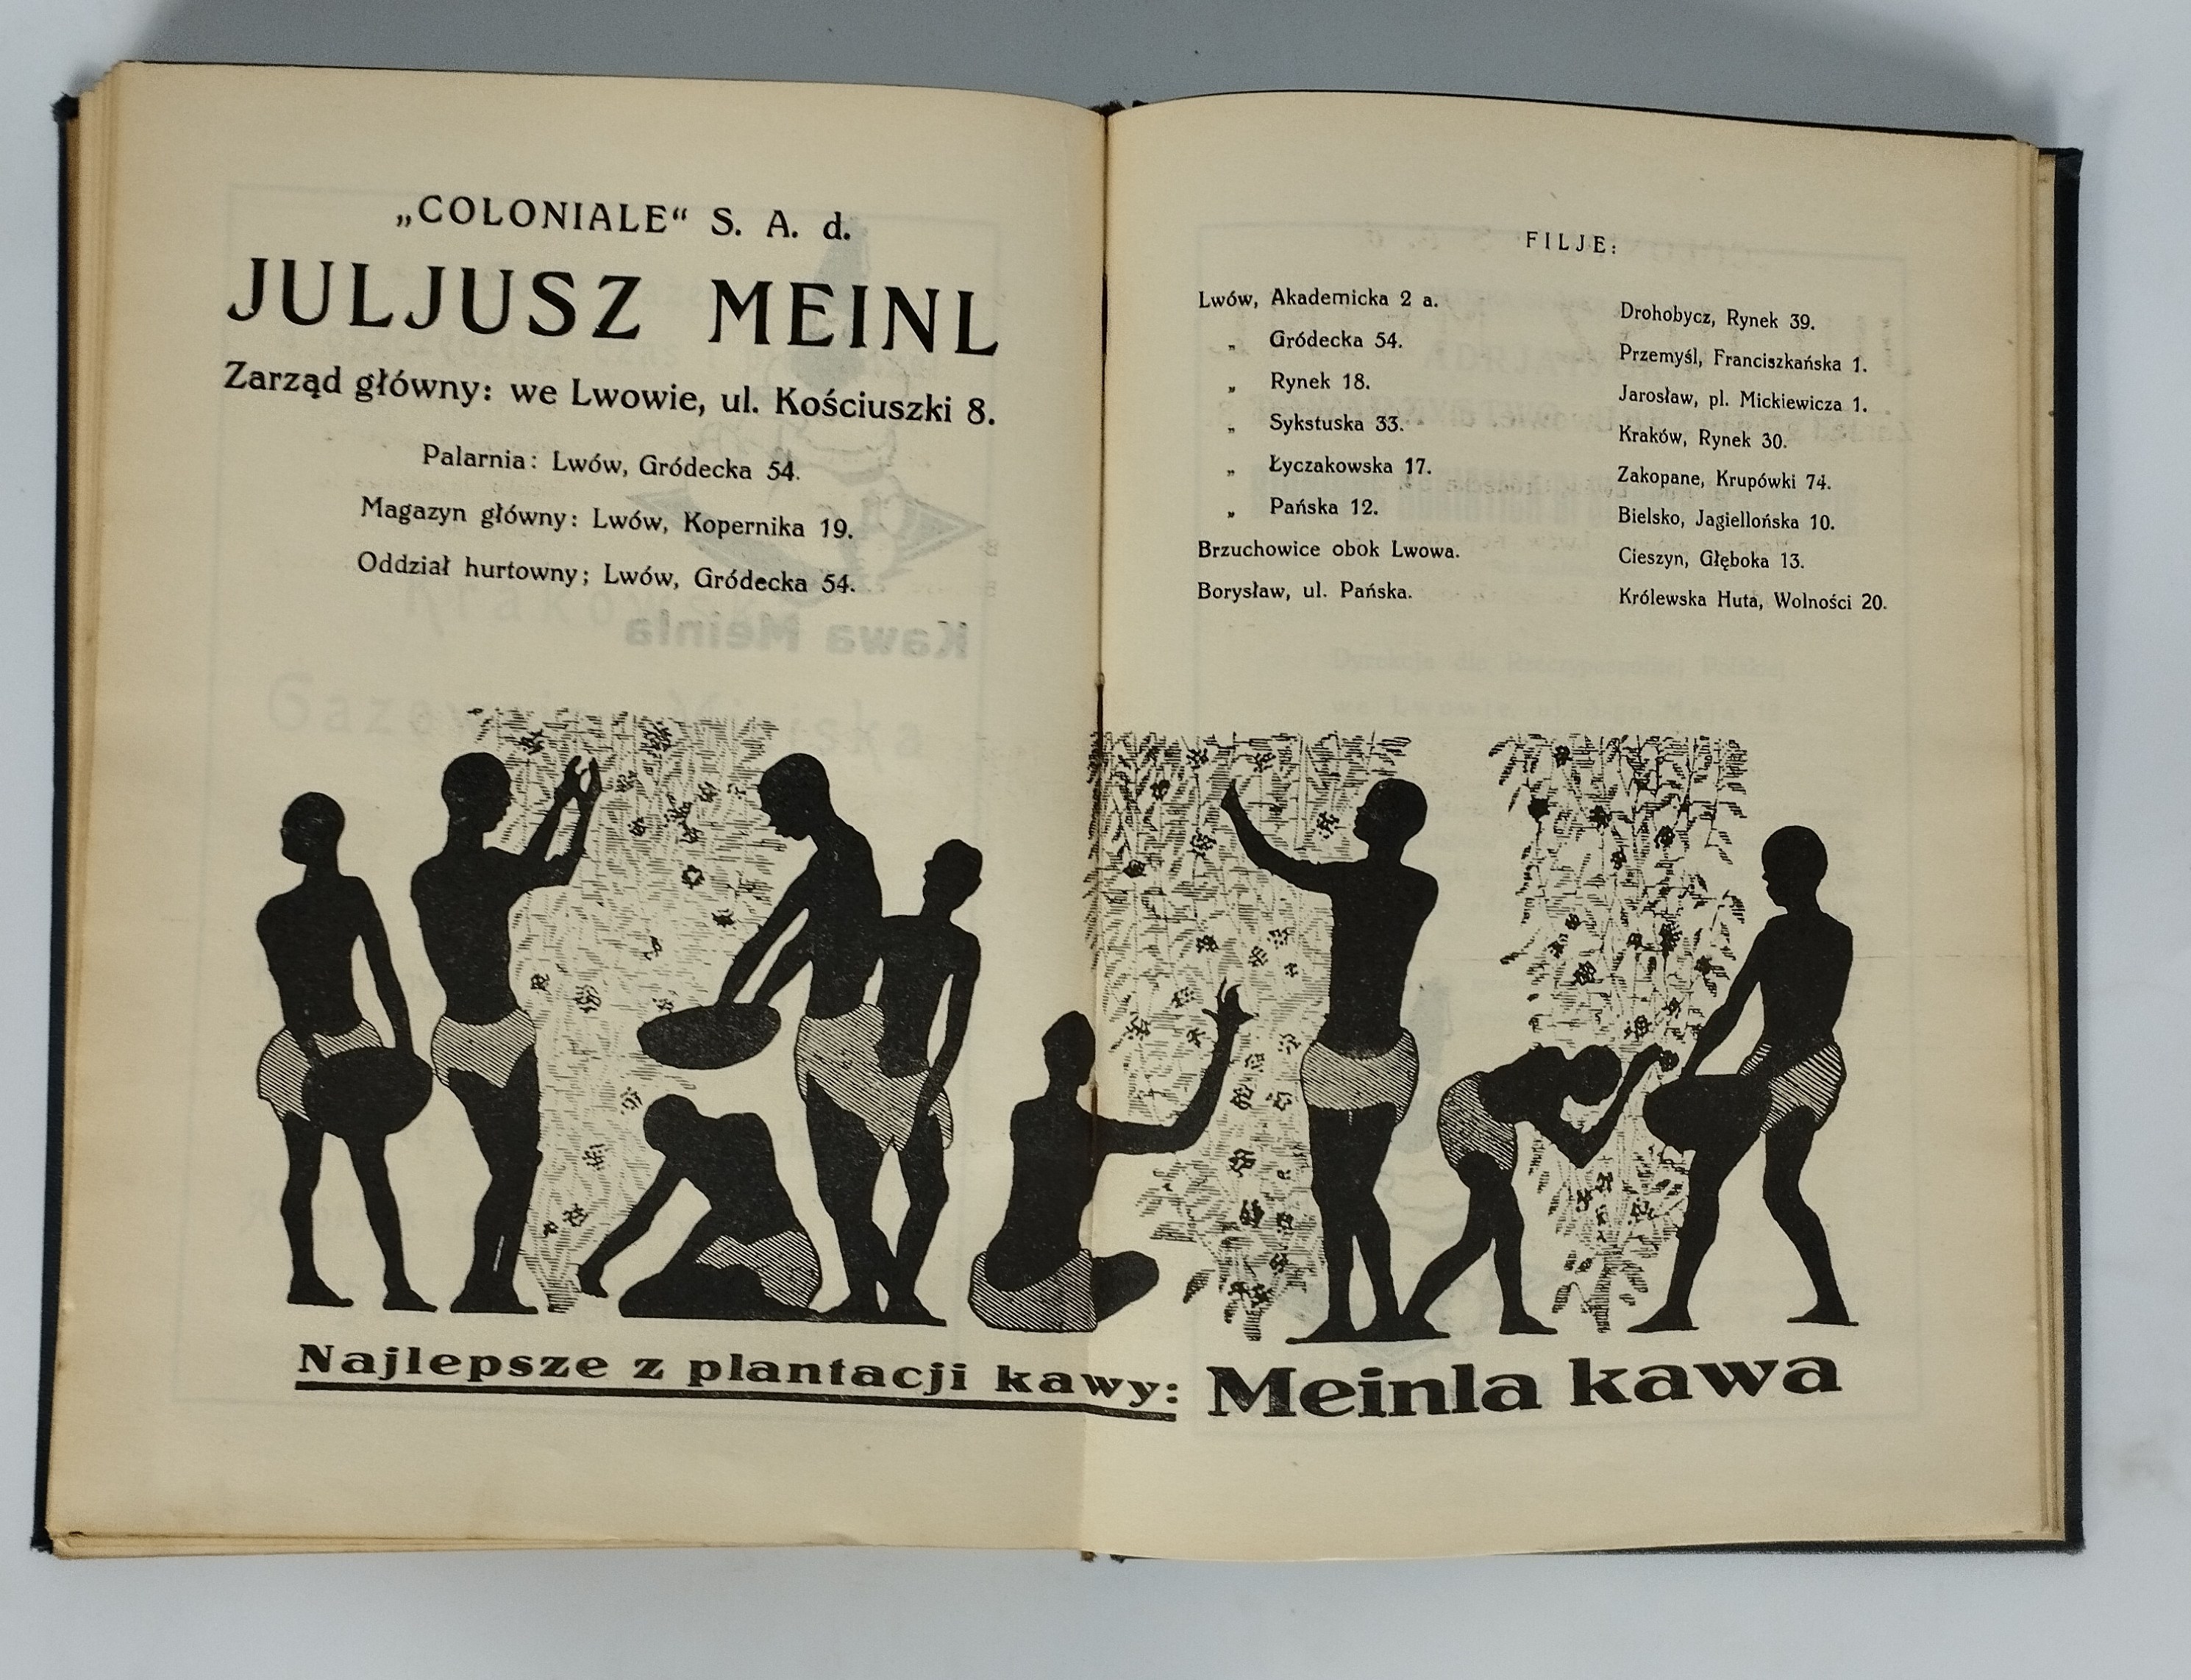 „COLONIALE“ S. A. d.
JULJUSZ MEINL
Zarząd główny: we Lwowie, ul. Kościuszki 8.
Palarnia: Lwów, Gródecka 54.
Magazyn główny: Lwów, Kopernika 19.
Oddział hurtowny; Lwów, Gródecka 54.
Kawa Meinla
FILJE:
Lwów, Akademicka 2 a.
„ Gródecka 54.
„ Rynek 18.
„ Sykstuska 33.
„ Łyczakowska 17.
„ Pańska 12.
Brzuchowice obok Lwowa.
Borysław, ul. Pańska.
Drohobycz, Rynek 39.
Przemyśl, Franciszkańska 1.
Jarosław, pl. Mickiewicza 1.
Kraków, Rynek 30.
Zakopane, Krupówki 74.
Bielsko, Jagiellońska 10.
Cieszyn, Głęboka 13.
Królewska Huta, Wolności 20.
Najlepsze z plantacji kawy: Meinla kawa